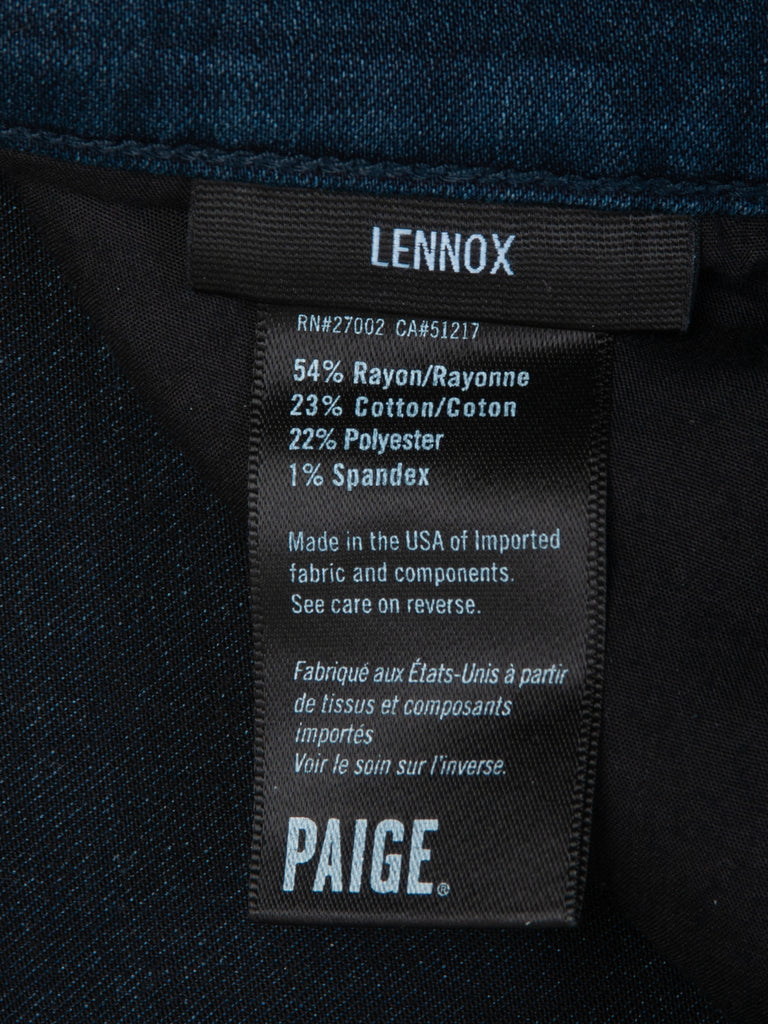 LENNOX
RN#27002 CA#51217
54% Rayon/Rayonne
23% Cotton/Coton
22% Polyester
1% Spandex
Made in the USA of Imported
fabric and components.
See care on reverse.
Fabriqué aux États-Unis à partir
de tissus et composants
importés
Voir le soin sur l'inverse.
PAIGE®